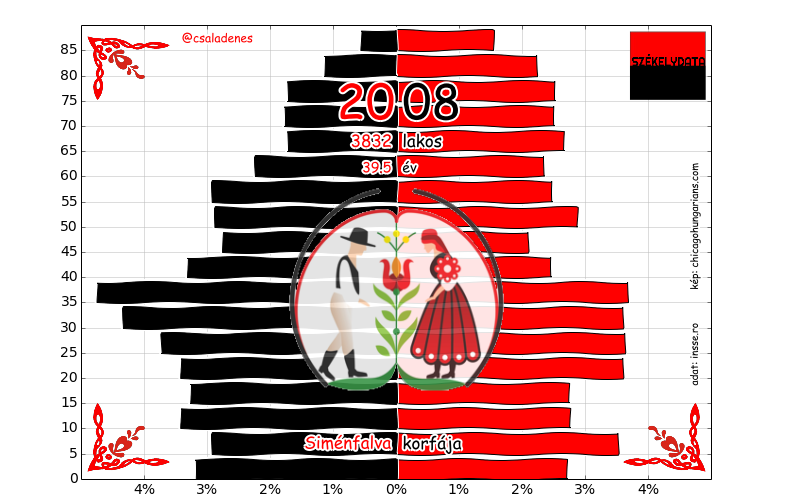 @csaladenes
SZÉKELYDATA
2008
3832 lakos
39.5 év
kép: chicagohungarians.com
adat: insse.ro
Siménfalva korfája
85
80
75
70
65
60
55
50
45
40
35
30
25
20
15
10
5
0
4% 3% 2% 1% 0% 1% 2% 3% 4%